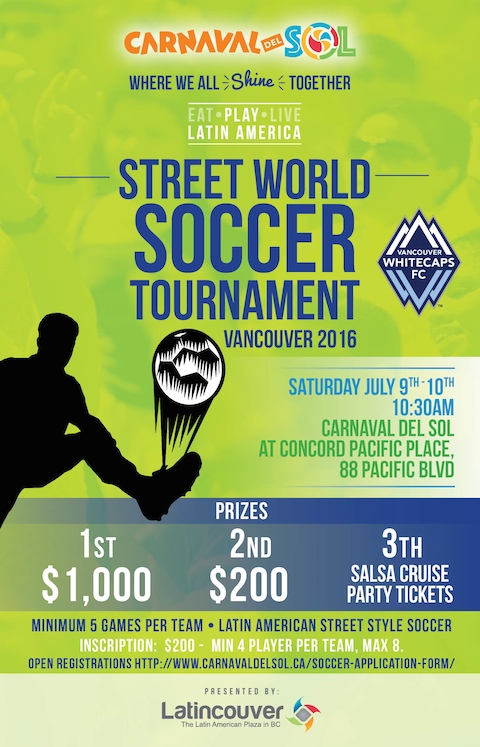 CARNAVAL DEL SOL
WHERE WE ALL Shine TOGETHER
EAT•PLAY•LIVE
LATIN AMERICA
STREET WORLD
SOCCER
TOURNAMENT
VANCOUVER 2016
VANCOUVER
WHITECAPS
FC
SATURDAY JULY 9TH-10TH
10:30AM
CARNAVAL DEL SOL
AT CONCORD PACIFIC PLACE,
88 PACIFIC BLVD
PRIZES
1ST 2ND 3TH
$1,000 $200 SALSA CRUISE
PARTY TICKETS
MINIMUM 5 GAMES PER TEAM • LATIN AMERICAN STREET STYLE SOCCER
INSCRIPTION: $200 - MIN 4 PLAYER PER TEAM, MAX 8.
OPEN REGISTRATIONS HTTP://WWW.CARNAVALDELSOL.CA/SOCCER-APPLICATION-FORM/
PRESENTED BY:
Latincouver
The Latin American Plaza in BC